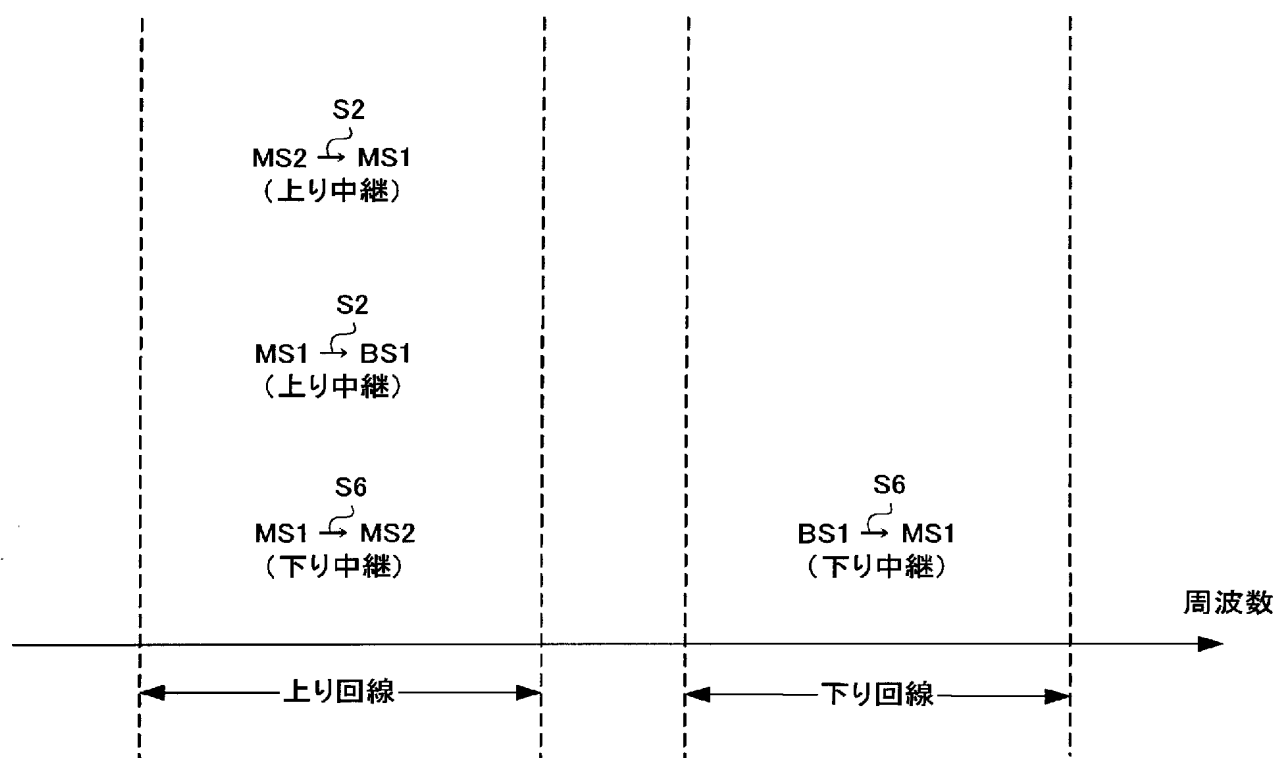 S2
MS2 → MS1
（上り中継）
S2
MS1 → BS1
（上り中継）
S6
MS1 → MS2
（下り中継）
S6
BS1 → MS1
（下り中継）
周波数
上り回線
下り回線